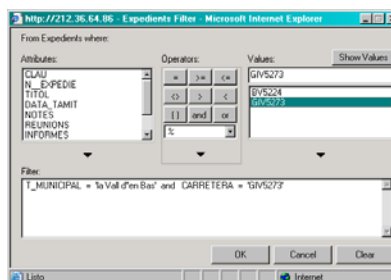 http://212.36.64.86 - Expedients Filter - Microsoft Internet Explorer
From Expedients where:
Attributes: Operators: Values: Show Values
GIV5273
CLAU
N__EXPEDIE
TITOL
DATA_TAMIT
NOTES
REUNIONS
INFORMES
= >= <=
<> > <
( ) and or
%
BV5224
GIV5273
Filter:
T_MUNICIPAL = 'la Vall d''en Bas' and CARRETERA = 'GIV5273'
OK Cancel Clear
Listo Internet